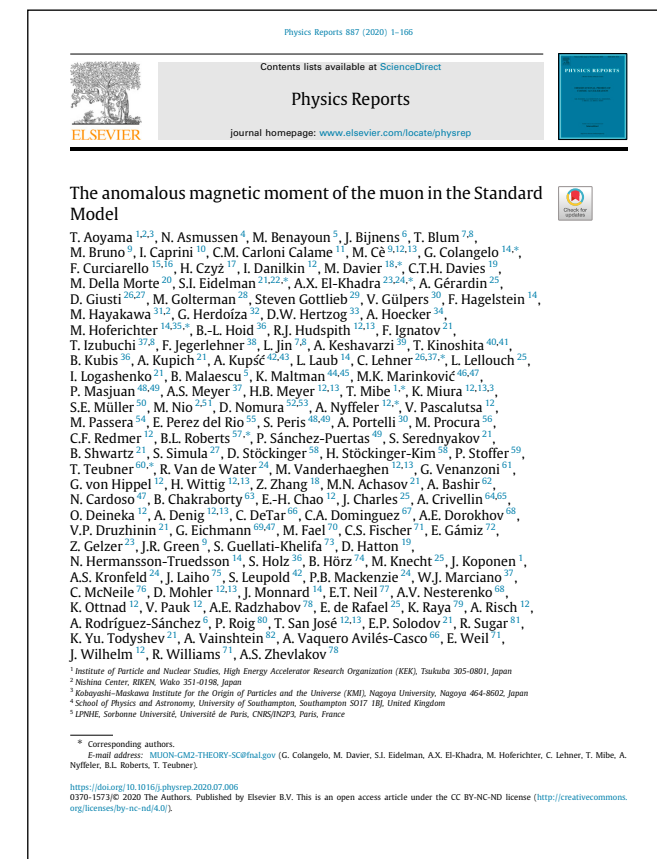 Physics Reports 887 (2020) 1–166
Contents lists available at ScienceDirect
Physics Reports
journal homepage: www.elsevier.com/locate/physrep
ELSEVIER
PHYSICS REPORTS
The anomalous magnetic moment of the muon in the Standard
Model
Check for
updates
T. Aoyama 1,2,3, N. Asmussen 4, M. Benayoun 5, J. Bijnens 6, T. Blum 7,8,
M. Bruno 9, I. Caprini 10, C.M. Carloni Calame 11, M. Cè 9,12,13, G. Colangelo 14,*,
F. Curciarello 15,16, H. Czyż 17, I. Danilkin 12, M. Davier 18,*, C.T.H. Davies 19,
M. Della Morte 20, S.I. Eidelman 21,22,*, A.X. El-Khadra 23,24,*, A. Gérardin 25,
D. Giusti 26,27, M. Golterman 28, Steven Gottlieb 29, V. Gülpers 30, F. Hagelstein 14,
M. Hayakawa 31,2, G. Herdoíza 32, D.W. Hertzog 33, A. Hoecker 34,
M. Hoferichter 14,35,*, B.-L. Hoid 36, R.J. Hudspith 12,13, F. Ignatov 21,
T. Izubuchi 37,8, F. Jegerlehner 38, L. Jin 7,8, A. Keshavarzi 39, T. Kinoshita 40,41,
B. Kubis 36, A. Kupich 21, A. Kupść 42,43, L. Laub 14, C. Lehner 26,37,*, L. Lellouch 25,
I. Logashenko 21, B. Malaescu 5, K. Maltman 44,45, M.K. Marinković 46,47,
P. Masjuan 48,49, A.S. Meyer 37, H.B. Meyer 12,13, T. Mibe 1,*, K. Miura 12,13,3,
S.E. Müller 50, M. Nio 2,51, D. Nomura 52,53, A. Nyffeler 12,*, V. Pascalutsa 12,
M. Passera 54, E. Perez del Rio 55, S. Peris 48,49, A. Portelli 30, M. Procura 56,
C.F. Redmer 12, B.L. Roberts 57,*, P. Sánchez-Puertas 49, S. Serednyakov 21,
B. Shwartz 21, S. Simula 27, D. Stöckinger 58, H. Stöckinger-Kim 58, P. Stoffer 59,
T. Teubner 60,*, R. Van de Water 24, M. Vanderhaeghen 12,13, G. Venanzoni 61,
G. von Hippel 12, H. Wittig 12,13, Z. Zhang 18, M.N. Achasov 21, A. Bashir 62,
N. Cardoso 47, B. Chakraborty 63, E.-H. Chao 12, J. Charles 25, A. Crivellin 64,65,
O. Deineka 12, A. Denig 12,13, C. DeTar 66, C.A. Dominguez 67, A.E. Dorokhov 68,
V.P. Druzhinin 21, G. Eichmann 69,47, M. Fael 70, C.S. Fischer 71, E. Gámiz 72,
Z. Gelzer 23, J.R. Green 9, S. Guellati-Khelifa 73, D. Hatton 19,
N. Hermansson-Truedsson 14, S. Holz 36, B. Hörz 74, M. Knecht 25, J. Koponen 1,
A.S. Kronfeld 24, J. Laiho 75, S. Leupold 42, P.B. Mackenzie 24, W.J. Marciano 37,
C. McNeile 76, D. Mohler 12,13, J. Monnard 14, E.T. Neil 77, A.V. Nesterenko 68,
K. Ottnad 12, V. Pauk 12, A.E. Radzhabov 78, E. de Rafael 25, K. Raya 79, A. Risch 12,
A. Rodríguez-Sánchez 6, P. Roig 80, T. San José 12,13, E.P. Solodov 21, R. Sugar 81,
K. Yu. Todyshev 21, A. Vainshtein 82, A. Vaquero Avilés-Casco 66, E. Weil 71,
J. Wilhelm 12, R. Williams 71, A.S. Zhevlakov 78
1 Institute of Particle and Nuclear Studies, High Energy Accelerator Research Organization (KEK), Tsukuba 305-0801, Japan
2 Nishina Center, RIKEN, Wako 351-0198, Japan
3 Kobayashi–Maskawa Institute for the Origin of Particles and the Universe (KMI), Nagoya University, Nagoya 464-8602, Japan
4 School of Physics and Astronomy, University of Southampton, Southampton SO17 1BJ, United Kingdom
5 LPNHE, Sorbonne Université, Université de Paris, CNRS/IN2P3, Paris, France
* Corresponding authors.
E-mail address: MUON-GM2-THEORY-SC@fnal.gov (G. Colangelo, M. Davier, S.I. Eidelman, A.X. El-Khadra, M. Hoferichter, C. Lehner, T. Mibe, A.
Nyffeler, B.L. Roberts, T. Teubner).
https://doi.org/10.1016/j.physrep.2020.07.006
0370-1573/© 2020 The Authors. Published by Elsevier B.V. This is an open access article under the CC BY-NC-ND license (http://creativecommons.
org/licenses/by-nc-nd/4.0/).